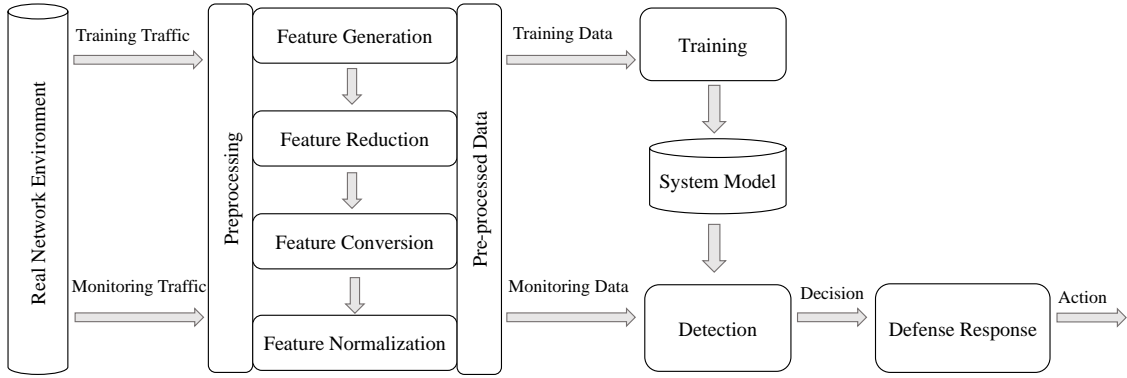 Real Network Environment
Training Traffic
Monitoring Traffic
Preprocessing
Feature Generation
Feature Reduction
Feature Conversion
Feature Normalization
Pre-processed Data
Training Data
Monitoring Data
Training
System Model
Detection
Decision
Defense Response
Action